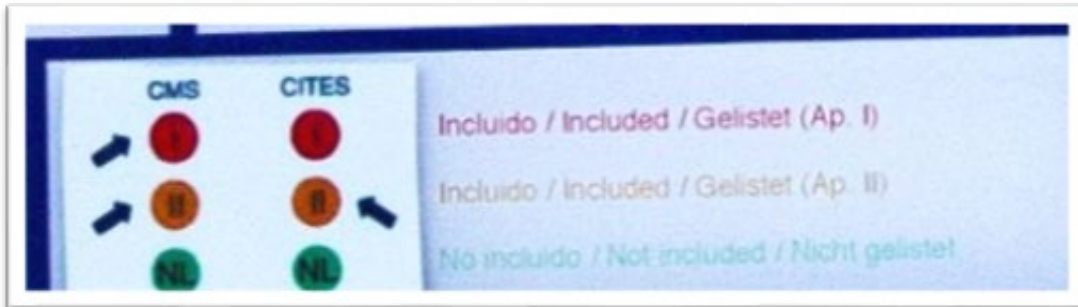 CMS CITES
I I Incluido / Included / Gelistet (Ap. I)
II II Incluido / Included / Gelistet (Ap. II)
NL NL No incluido / Not included / Nicht gelistet